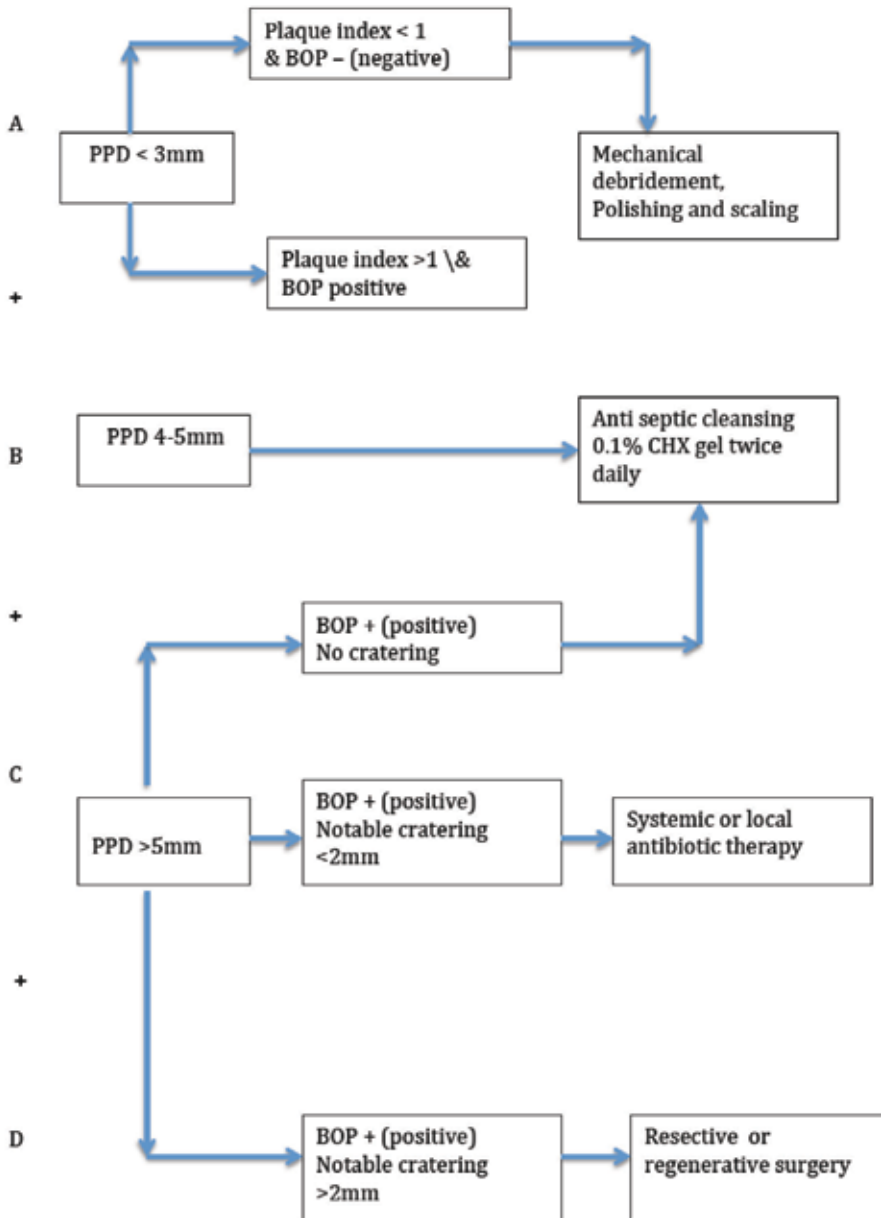 Plaque index < 1
& BOP – (negative)
A
PPD < 3mm
Mechanical
debridement,
Polishing and scaling
Plaque index >1 \&
BOP positive
+
PPD 4-5mm
B
Anti septic cleansing
0.1% CHX gel twice
daily
+
BOP + (positive)
No cratering
C
PPD >5mm
BOP + (positive)
Notable cratering
<2mm
Systemic or local
antibiotic therapy
+
D
BOP + (positive)
Notable cratering
>2mm
Resective or
regenerative surgery